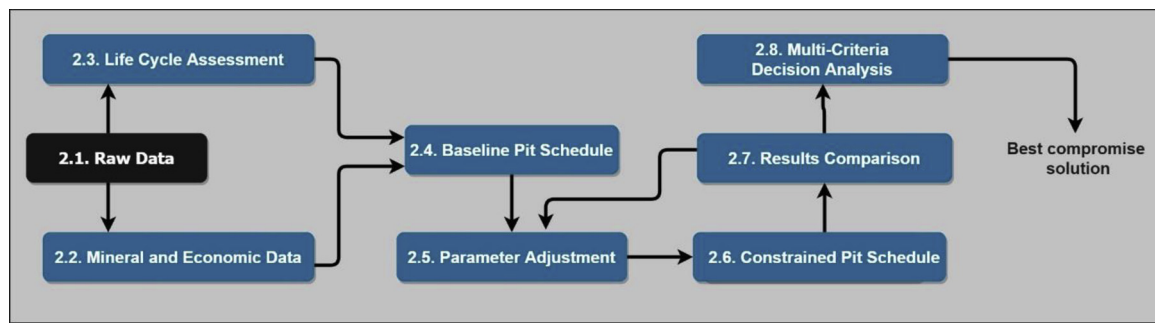 2.3. Life Cycle Assessment
2.8. Multi-Criteria
Decision Analysis
2.1. Raw Data
2.4. Baseline Pit Schedule
2.7. Results Comparison
Best compromise
solution
2.2. Mineral and Economic Data
2.5. Parameter Adjustment
2.6. Constrained Pit Schedule